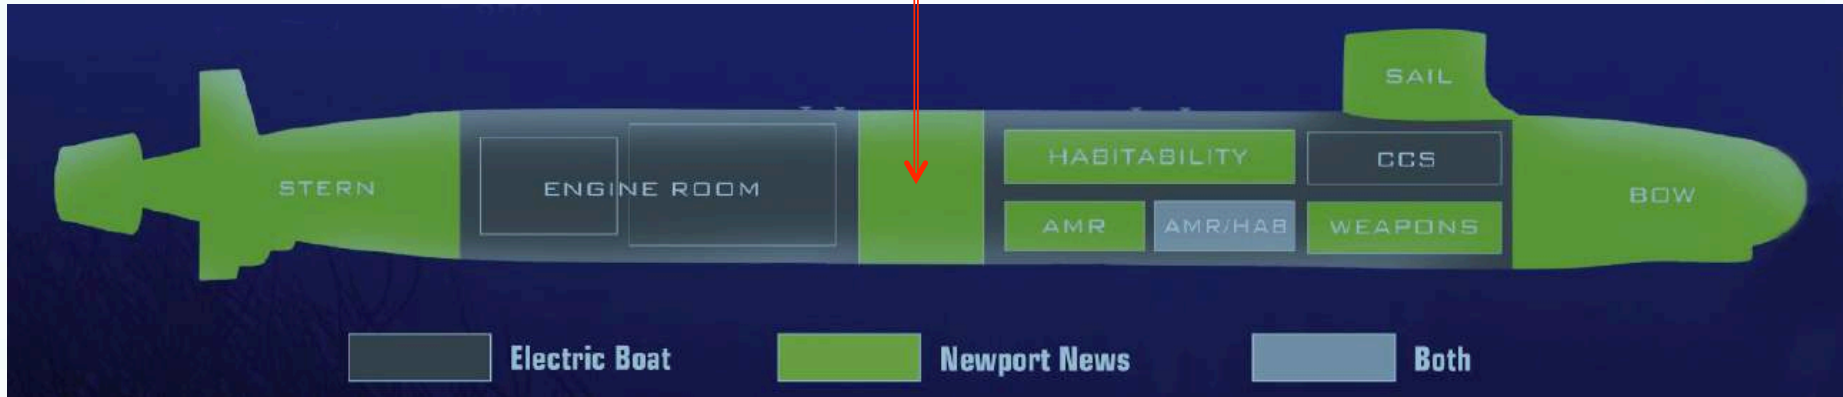 SAIL
HABITABILITY
CCS
STERN
ENGINE ROOM
BOW
AMR
AMR/HAB
WEAPONS
Electric Boat
Newport News
Both